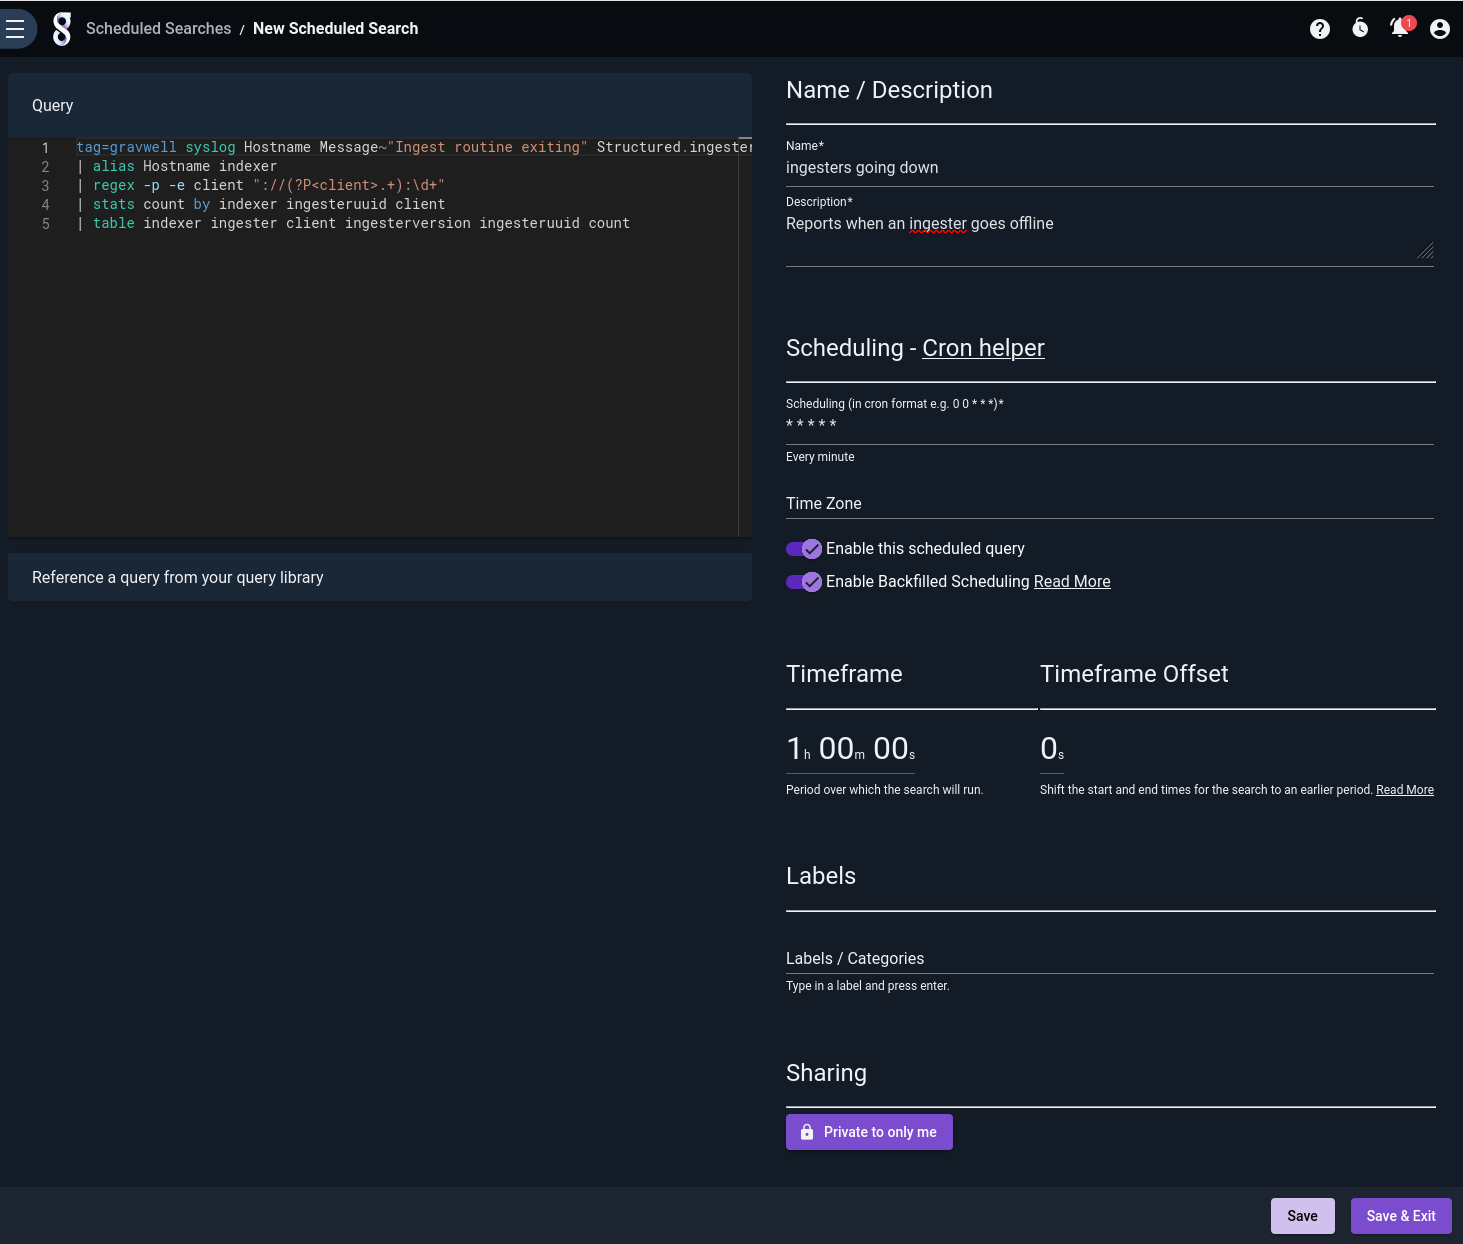 Scheduled Searches / New Scheduled Search
1
Query
1 tag=gravwell syslog Hostname Message~"Ingest routine exiting" Structured.ingester
2 | alias Hostname indexer
3 | regex -p -e client "://(?P<client>.+):\d+"
4 | stats count by indexer ingesteruuid client
5 | table indexer ingester client ingesterversion ingesteruuid count
Reference a query from your query library
Name / Description
Name*
ingesters going down
Description*
Reports when an ingester goes offline
Scheduling - Cron helper
Scheduling (in cron format e.g. 0 0 * * *)*
* * * * *
Every minute
Time Zone
Enable this scheduled query
Enable Backfilled Scheduling Read More
Timeframe
1h 00m 00s
Period over which the search will run.
Timeframe Offset
0s
Shift the start and end times for the search to an earlier period. Read More
Labels
Labels / Categories
Type in a label and press enter.
Sharing
Private to only me
Save
Save & Exit